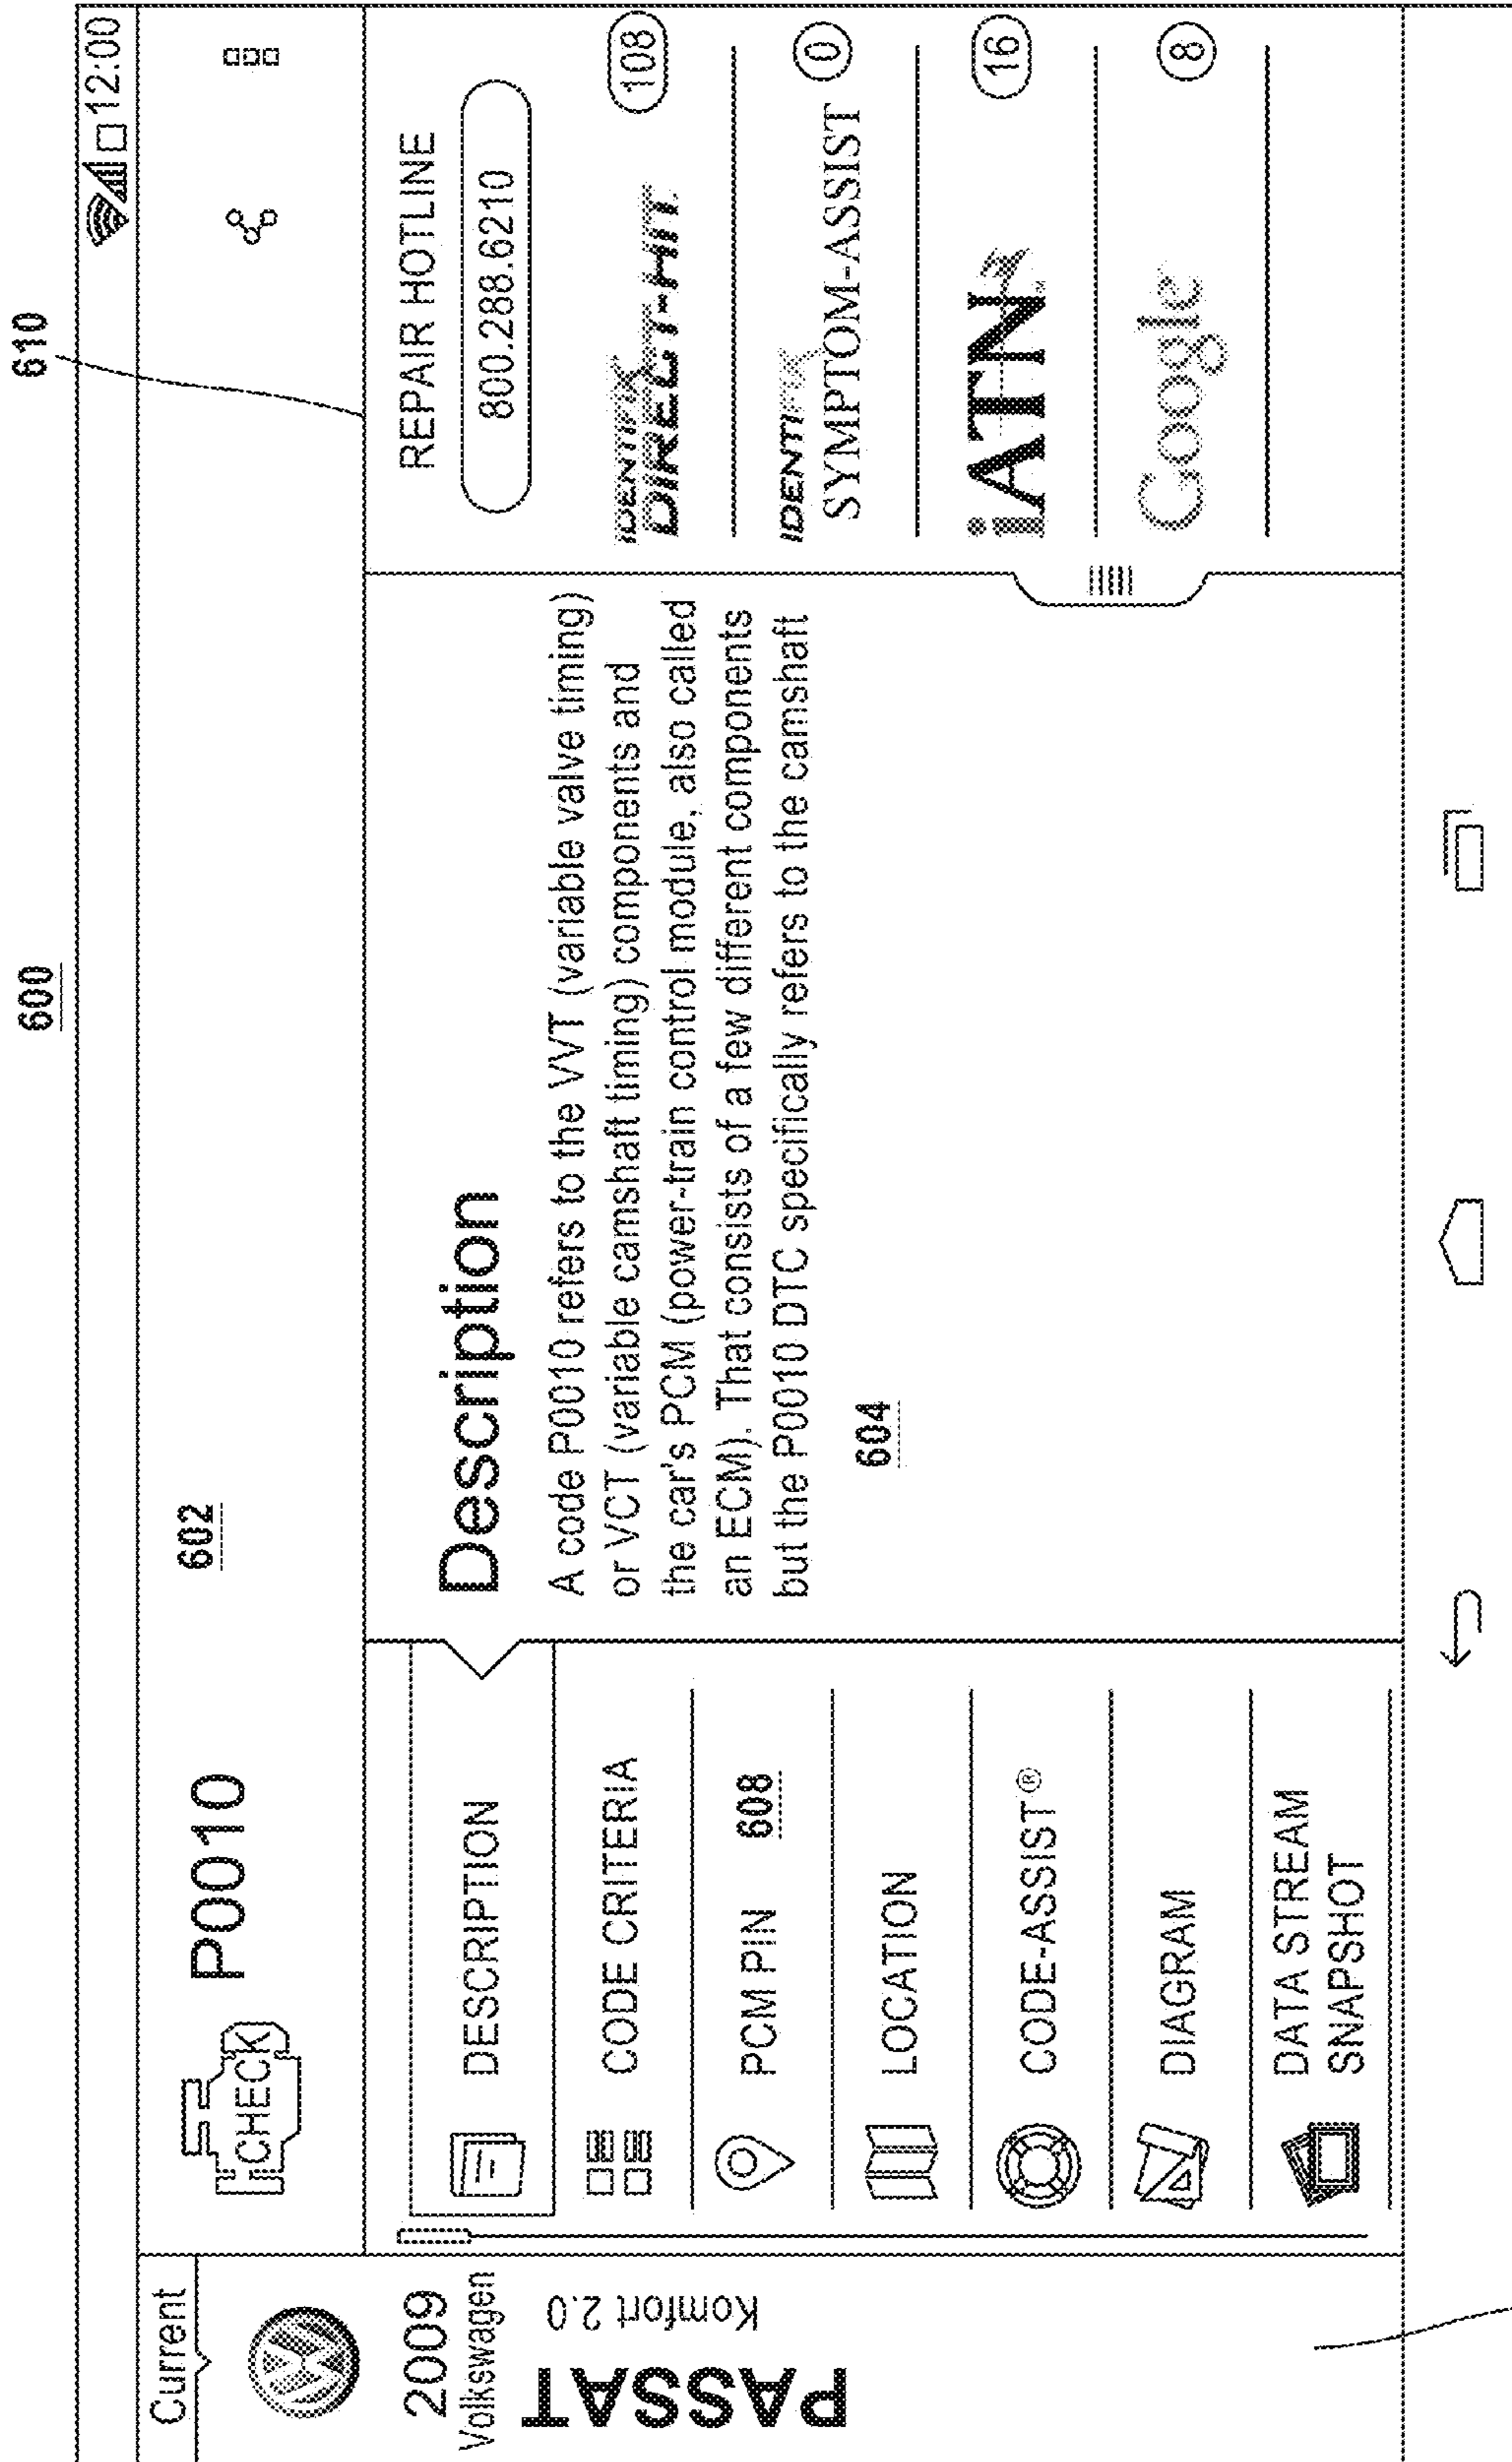 600
610
12:00
Current
CHECK
P0010
602
2009
Volkswagen
PASSAT
Komfort 2.0
DESCRIPTION
CODE CRITERIA
PCM PIN
608
LOCATION
CODE-ASSIST®
DIAGRAM
DATA STREAM
SNAPSHOT
Description
A code P0010 refers to the VVT (variable valve timing)
or VCT (variable camshaft timing) components and
the car's PCM (power-train control module, also called
an ECM). That consists of a few different components
but the P0010 DTC specifically refers to the camshaft
604
REPAIR HOTLINE
800.288.6210
IDENTIFIX
DIRECT-HIT
108
IDENTIFIX
SYMPTOM-ASSIST
0
iATN
16
Google
8